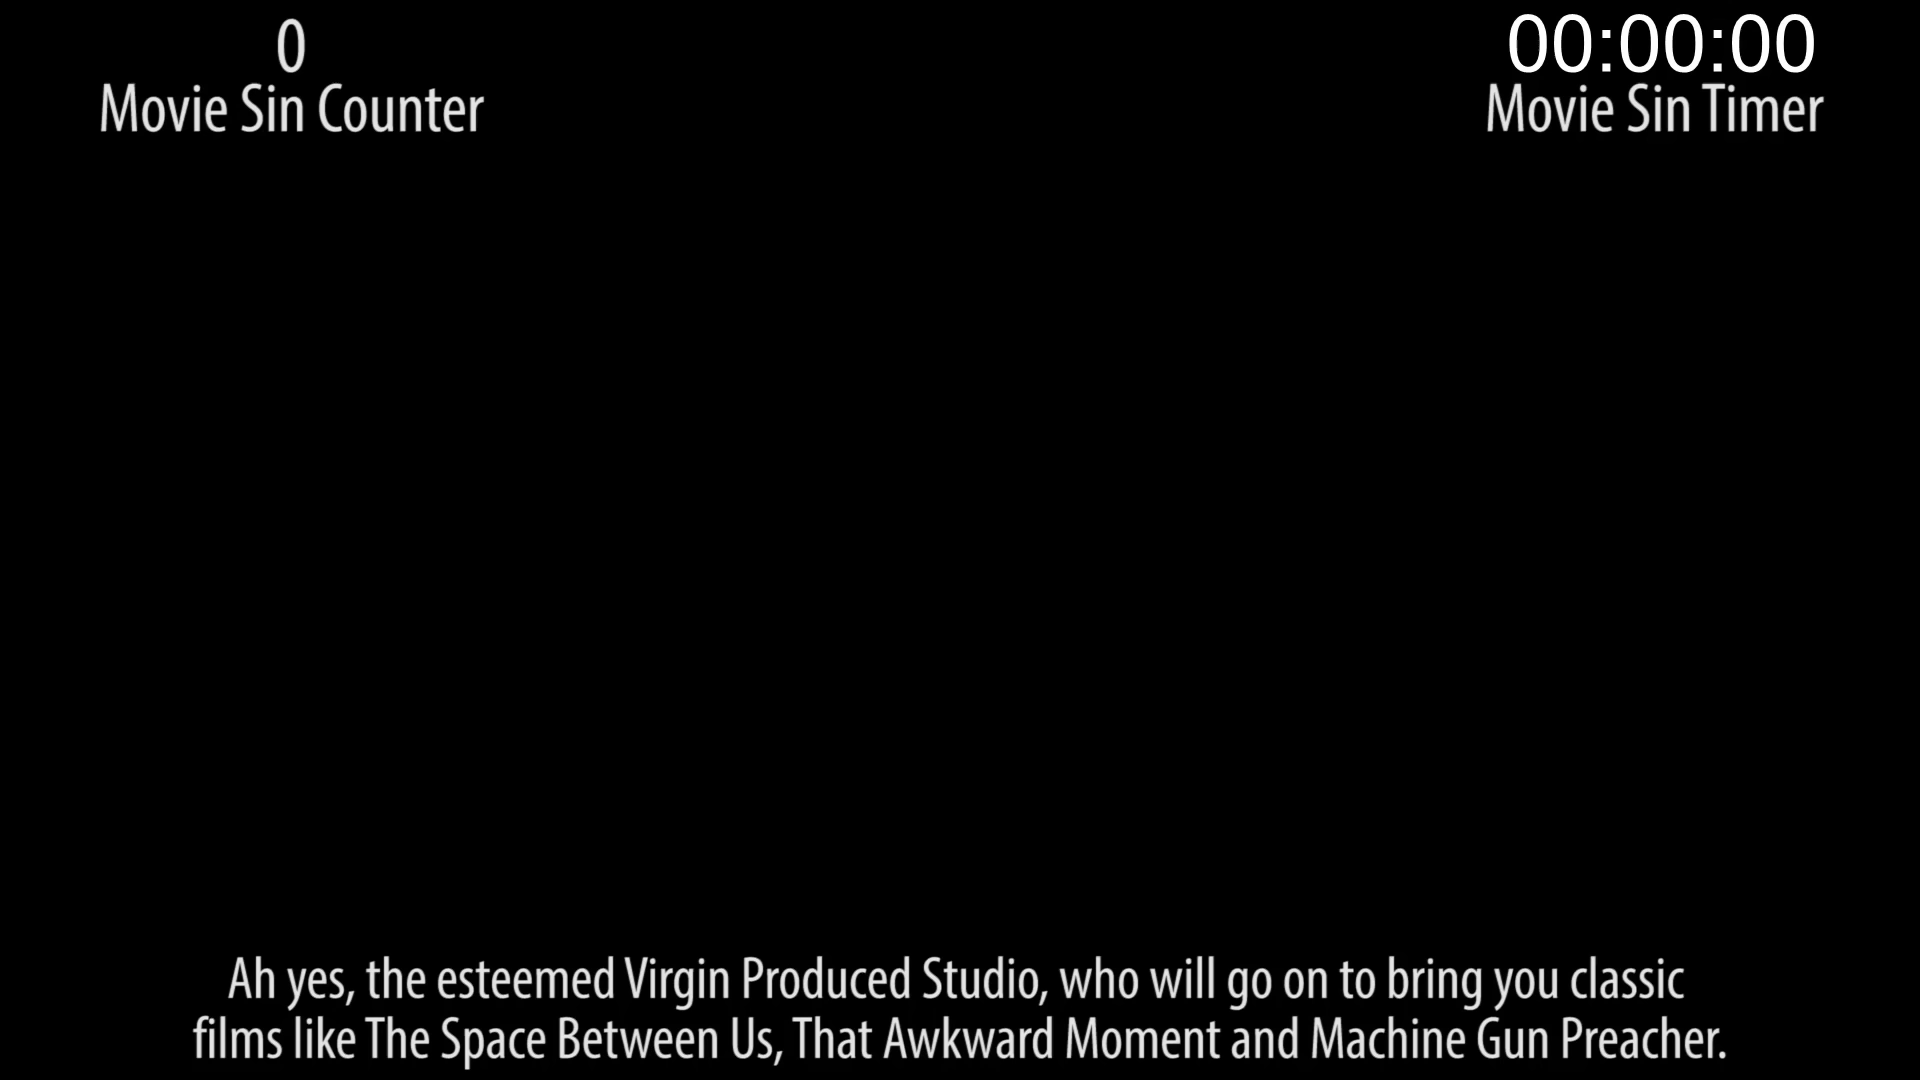 0
Movie Sin Counter
00:00:00
Movie Sin Timer
Ah yes, the esteemed Virgin Produced Studio, who will go on to bring you classic
films like The Space Between Us, That Awkward Moment and Machine Gun Preacher.